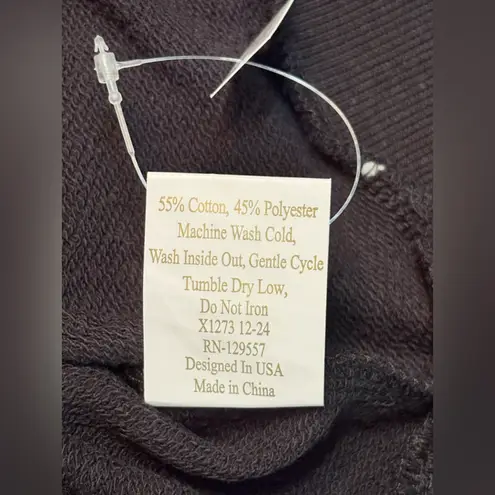 55% Cotton, 45% Polyester
Machine Wash Cold,
Wash Inside Out, Gentle Cycle
Tumble Dry Low,
Do Not Iron
X1273 12-24
RN-129557
Designed In USA
Made in China